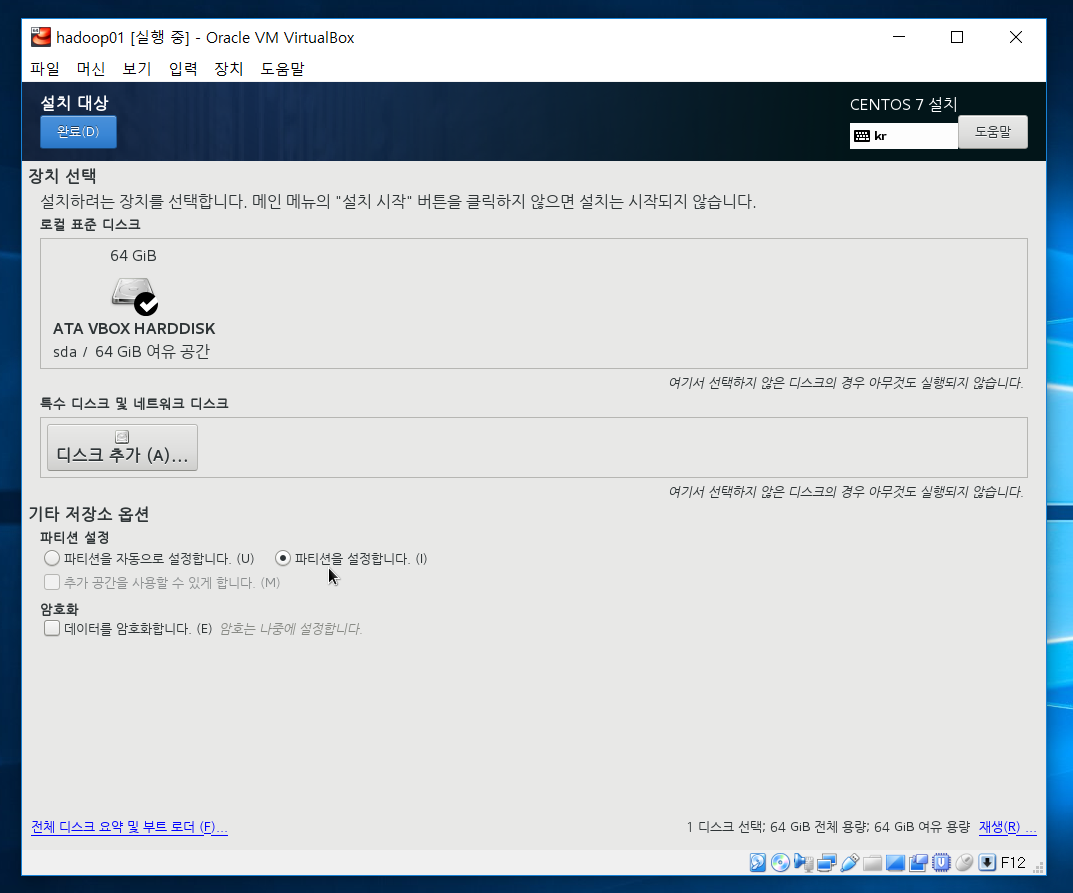 hadoop01 [실행 중] - Oracle VM VirtualBox
파일 머신 보기 입력 장치 도움말
설치 대상
CENTOS 7 설치
완료(D)
kr
도움말
장치 선택
설치하려는 장치를 선택합니다. 메인 메뉴의 "설치 시작" 버튼을 클릭하지 않으면 설치는 시작되지 않습니다.
로컬 표준 디스크
64 GiB
ATA VBOX HARDDISK
sda / 64 GiB 여유 공간
여기서 선택하지 않은 디스크의 경우 아무것도 실행되지 않습니다.
특수 디스크 및 네트워크 디스크
디스크 추가 (A)...
여기서 선택하지 않은 디스크의 경우 아무것도 실행되지 않습니다.
기타 저장소 옵션
파티션 설정
파티션을 자동으로 설정합니다. (U) 파티션을 설정합니다. (I)
추가 공간을 사용할 수 있게 합니다. (M)
암호화
데이터를 암호화합니다. (E) 암호는 나중에 설정합니다.
전체 디스크 요약 및 부트 로더 (F)... 1 디스크 선택; 64 GiB 전체 용량; 64 GiB 여유 용량 재생(R) ...
F12